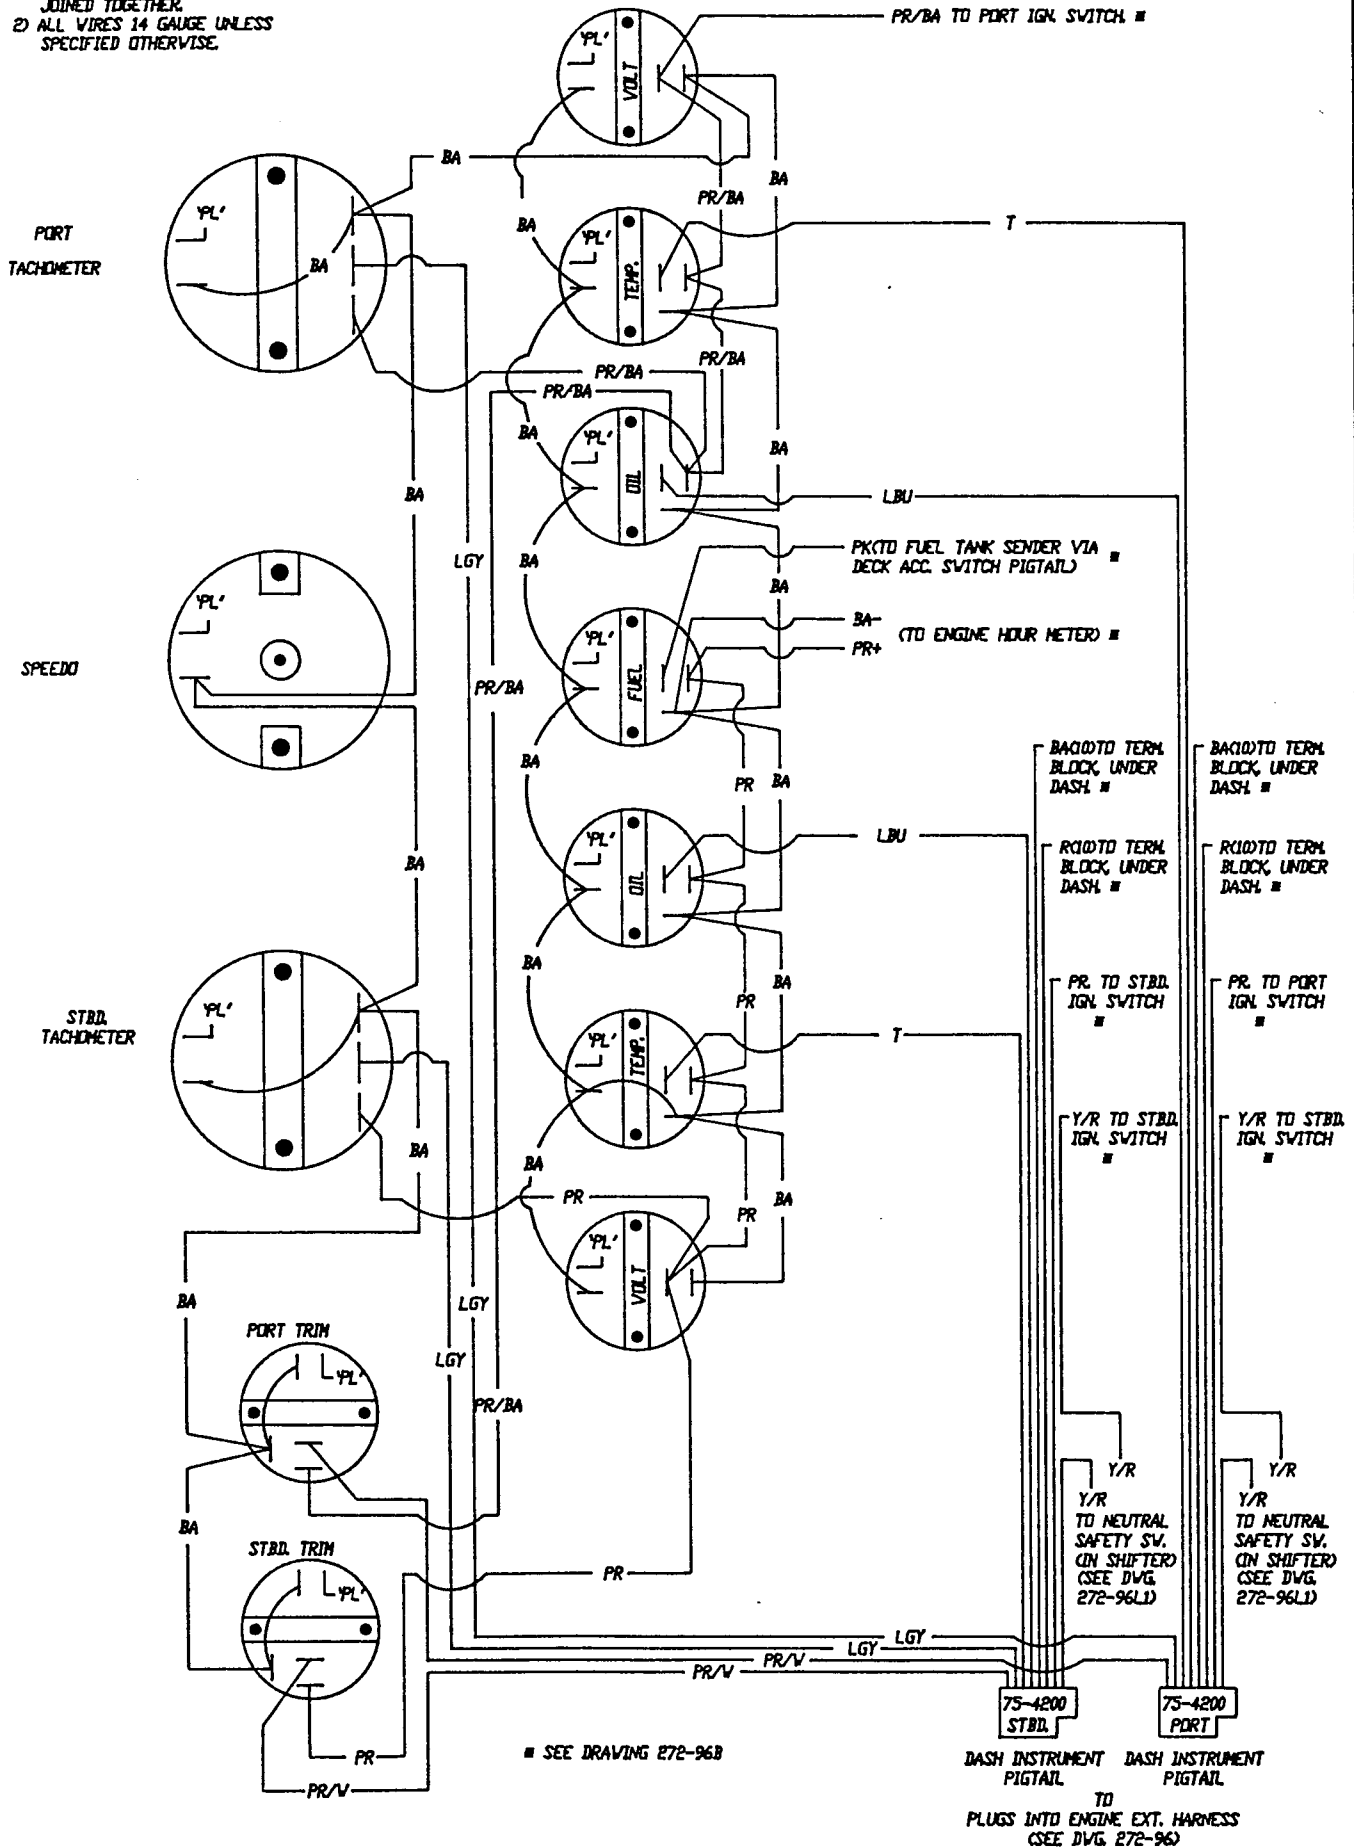 JOINED TOGETHER.
2) ALL WIRES 14 GAUGE UNLESS
SPECIFIED OTHERWISE.
PR/BA TO PORT IGN. SWITCH. *
'PL'
VOLT
BA
BA
PR/BA
PORT
TACHOMETER
'PL'
BA
BA
'PL'
TEMP.
T
PR/BA
PR/BA
PR/BA
BA
'PL'
OIL
BA
BA
LBU
LGY
BA
PK(TO FUEL TANK SENDER VIA
DECK ACC. SWITCH PIGTAIL) *
BA
SPEEDO
'PL'
'PL'
FUEL
BA-
(TO ENGINE HOUR METER) *
PR+
PR/BA
BA
PR
BA
BA(10)TO TERM.
BLOCK, UNDER
DASH. *
BA(10)TO TERM.
BLOCK, UNDER
DASH. *
BA
'PL'
OIL
LBU
R(10)TO TERM.
BLOCK, UNDER
DASH. *
R(10)TO TERM.
BLOCK, UNDER
DASH. *
BA
PR
BA
PR. TO STBD.
IGN. SWITCH
*
PR. TO PORT
IGN. SWITCH
*
STBD.
TACHOMETER
'PL'
'PL'
TEMP.
T
Y/R TO STBD.
IGN. SWITCH
*
Y/R TO STBD.
IGN. SWITCH
*
BA
BA
PR
PR
BA
'PL'
VOLT
BA
LGY
PORT TRIM
'PL'
LGY
PR/BA
Y/R
Y/R
Y/R
TO NEUTRAL
SAFETY SW.
(IN SHIFTER)
(SEE DWG.
272-96L1)
Y/R
TO NEUTRAL
SAFETY SW.
(IN SHIFTER)
(SEE DWG.
272-96L1)
BA
STBD. TRIM
'PL'
PR
LGY
LGY
PR/W
PR/W
75-4200
STBD.
75-4200
PORT
PR
PR/W
* SEE DRAWING 272-96B
DASH INSTRUMENT
PIGTAIL
DASH INSTRUMENT
PIGTAIL
TO
PLUGS INTO ENGINE EXT. HARNESS
(SEE DWG. 272-96)